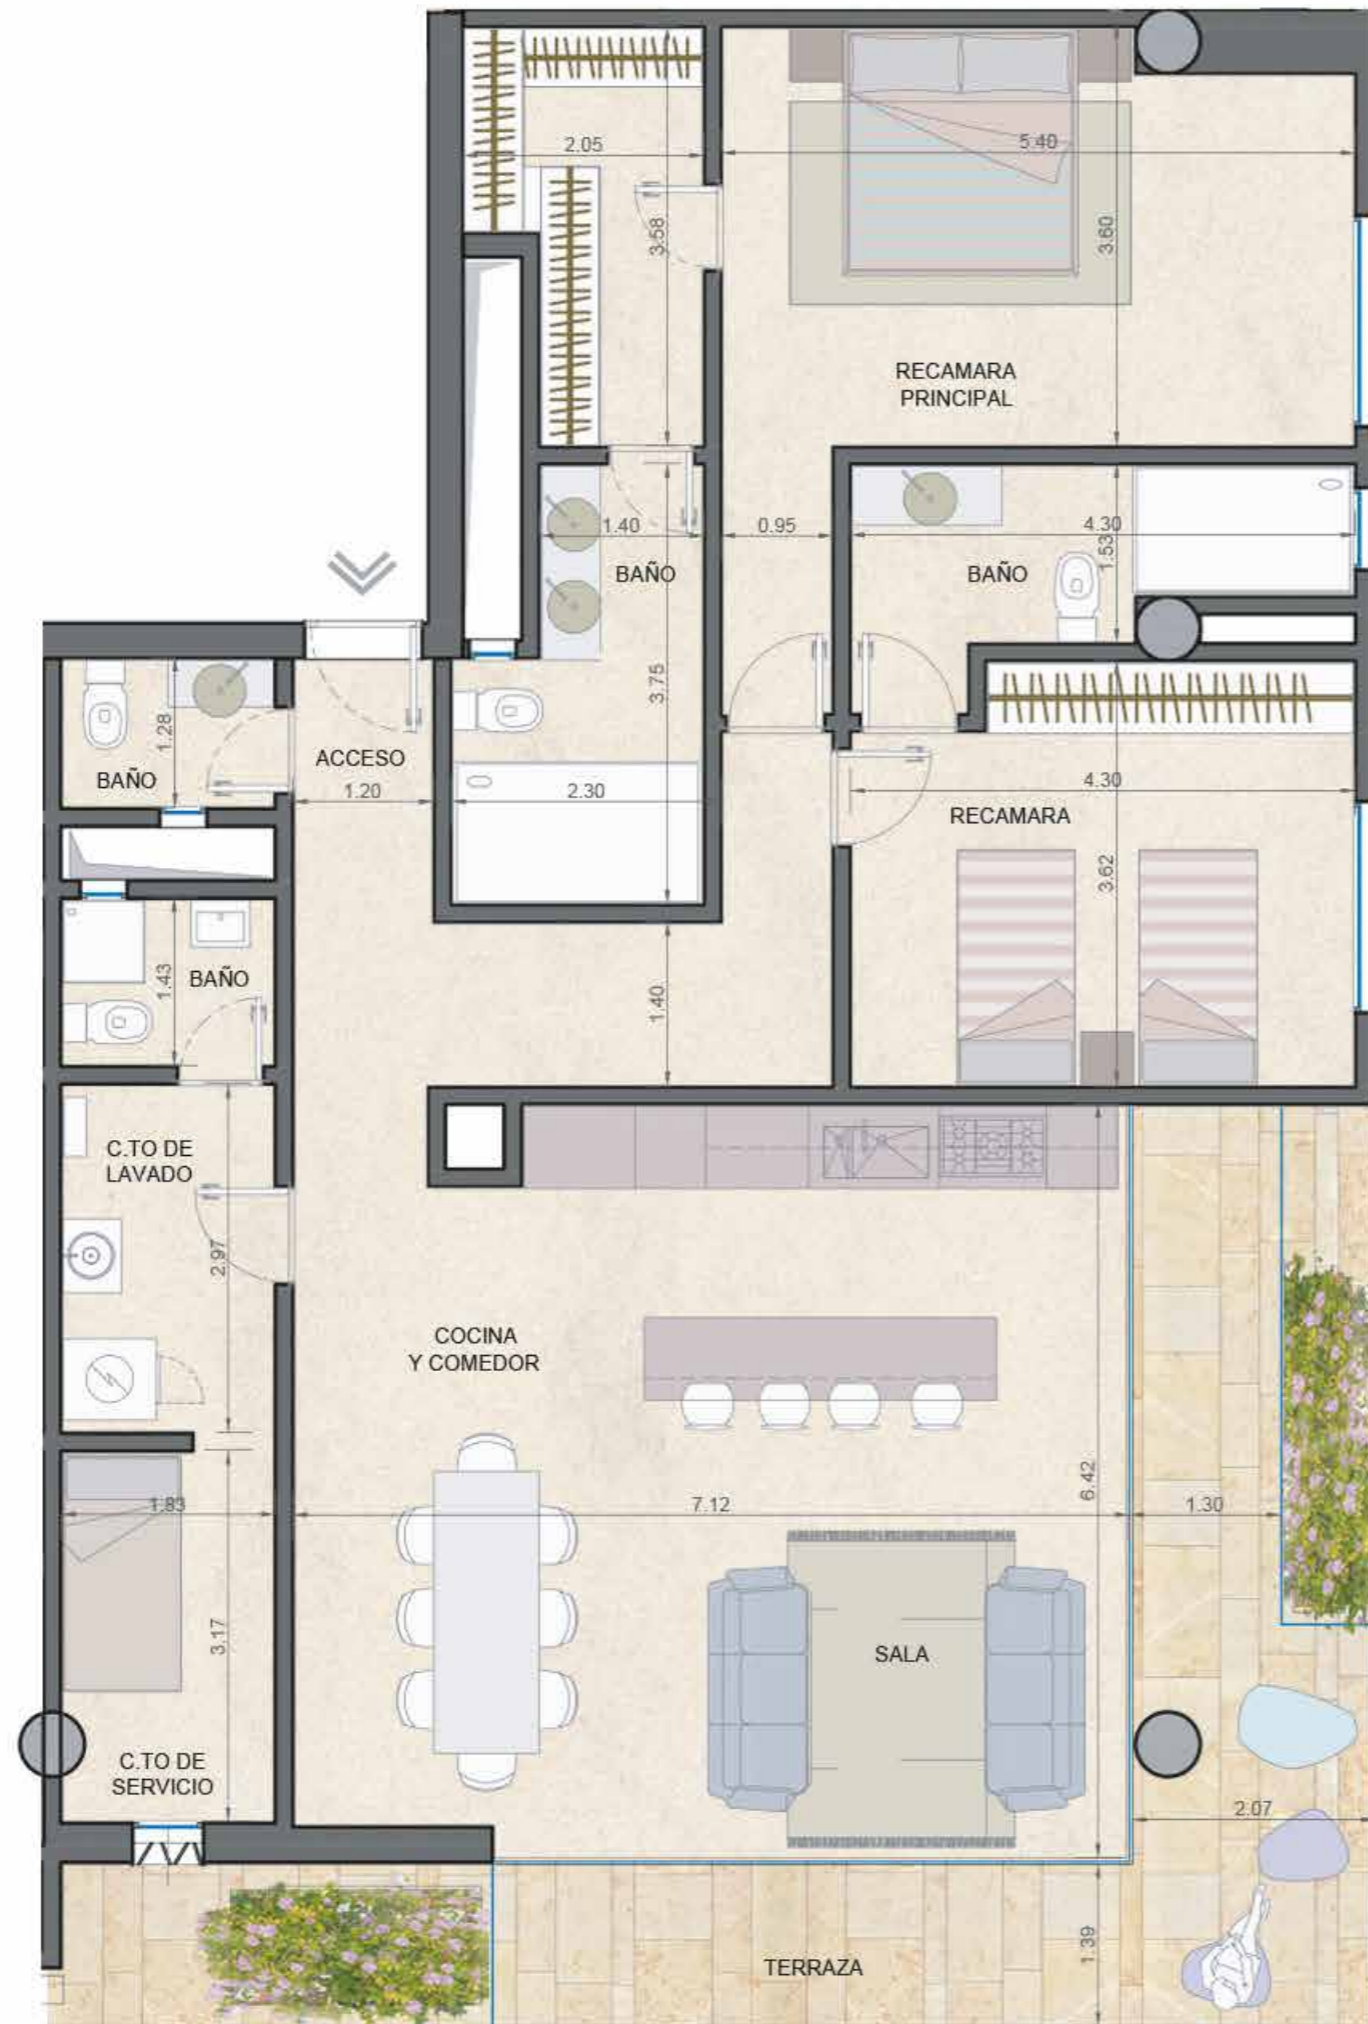 2.05
5.40
3.58
3.60
RECAMARA
PRINCIPAL
1.40
0.95
4.30
1.53
BAÑO
BAÑO
3.75
1.28
BAÑO
ACCESO
1.20
2.30
4.30
RECAMARA
3.62
1.43
BAÑO
1.40
C.TO DE
LAVADO
2.97
COCINA
Y COMEDOR
6.42
1.83
7.12
1.30
3.17
SALA
C.TO DE
SERVICIO
2.07
1.39
TERRAZA